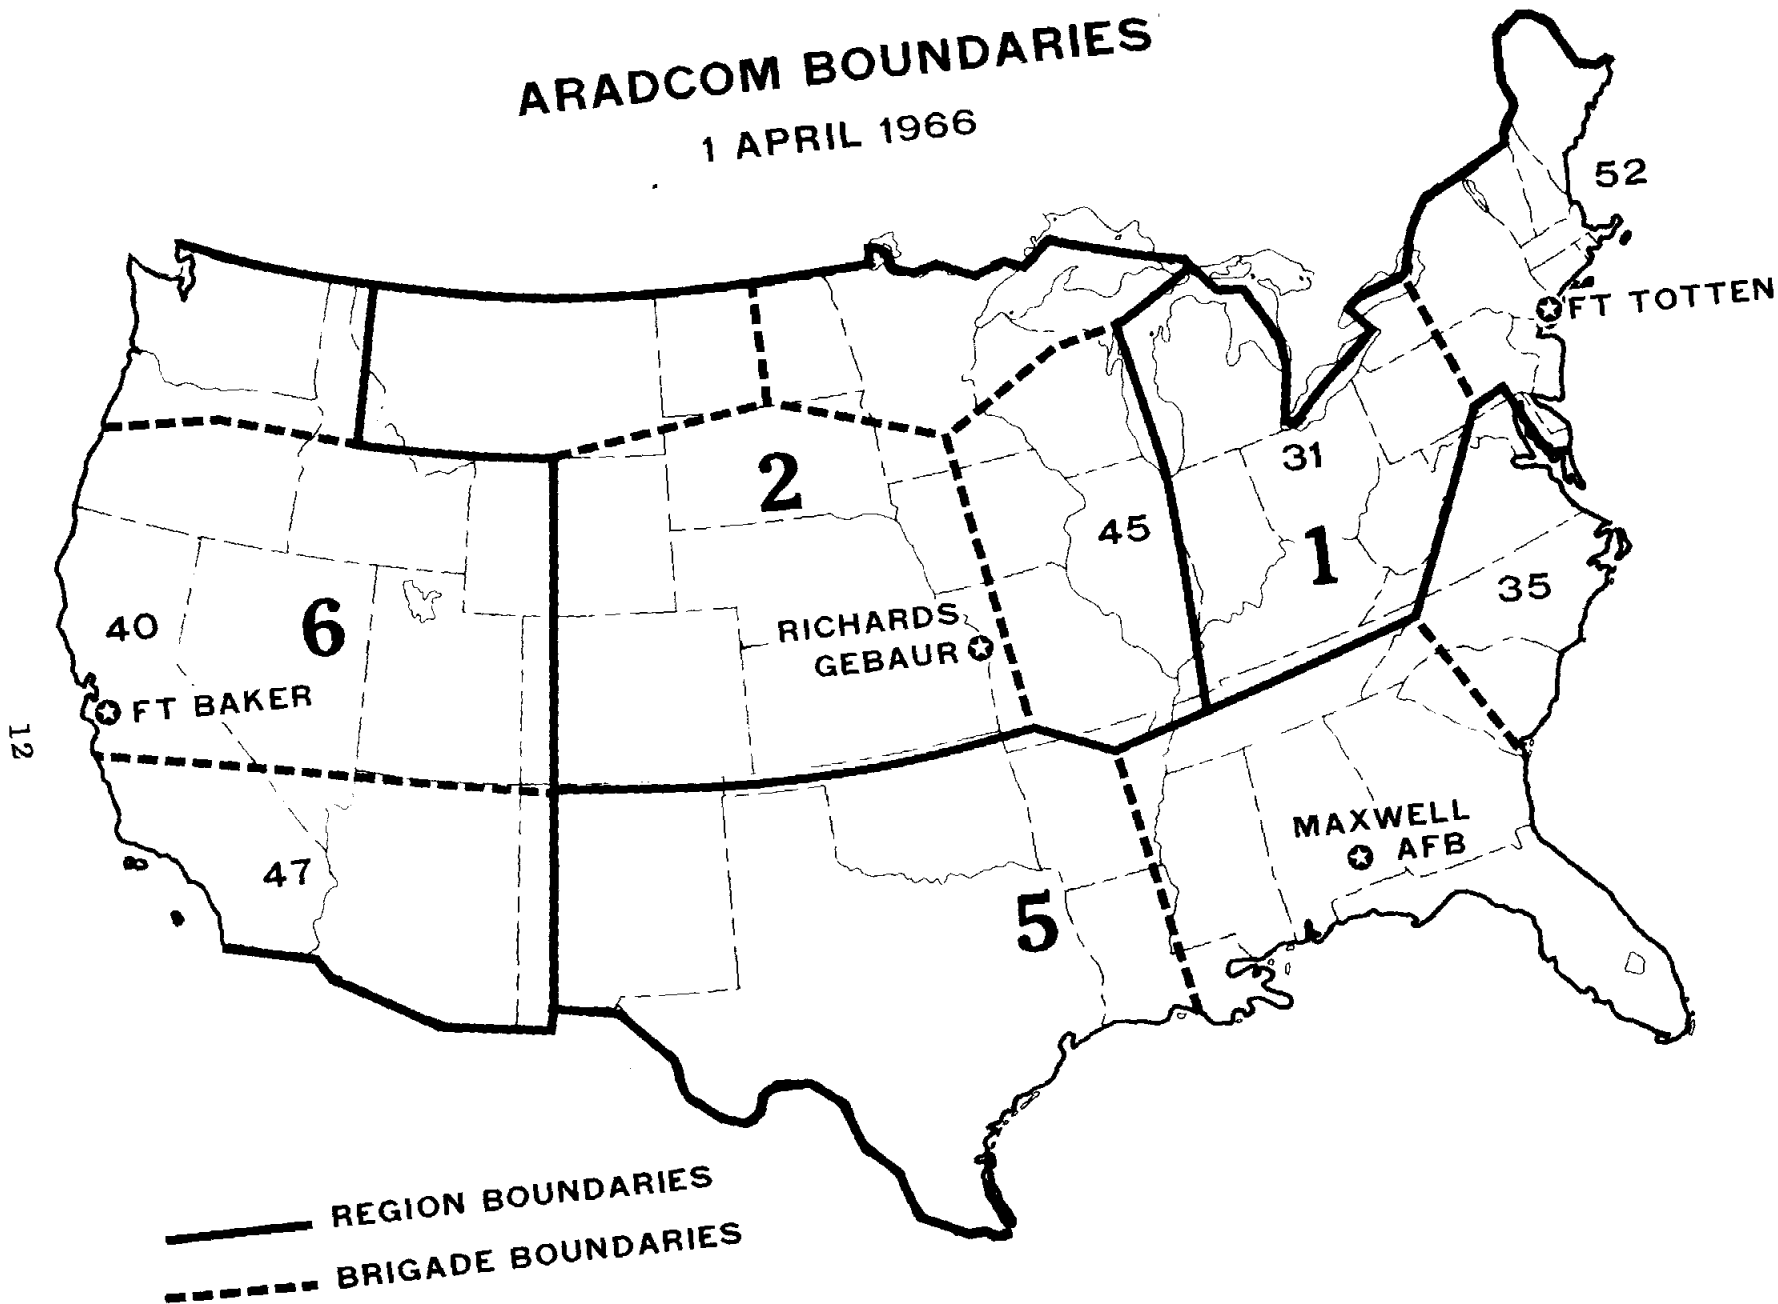 ARADCOM BOUNDARIES
1 APRIL 1966
52
FT TOTTEN
2
31
45
1
35
40
6
RICHARDS
GEBAUR
FT BAKER
12
MAXWELL
AFB
47
5
REGION BOUNDARIES
BRIGADE BOUNDARIES